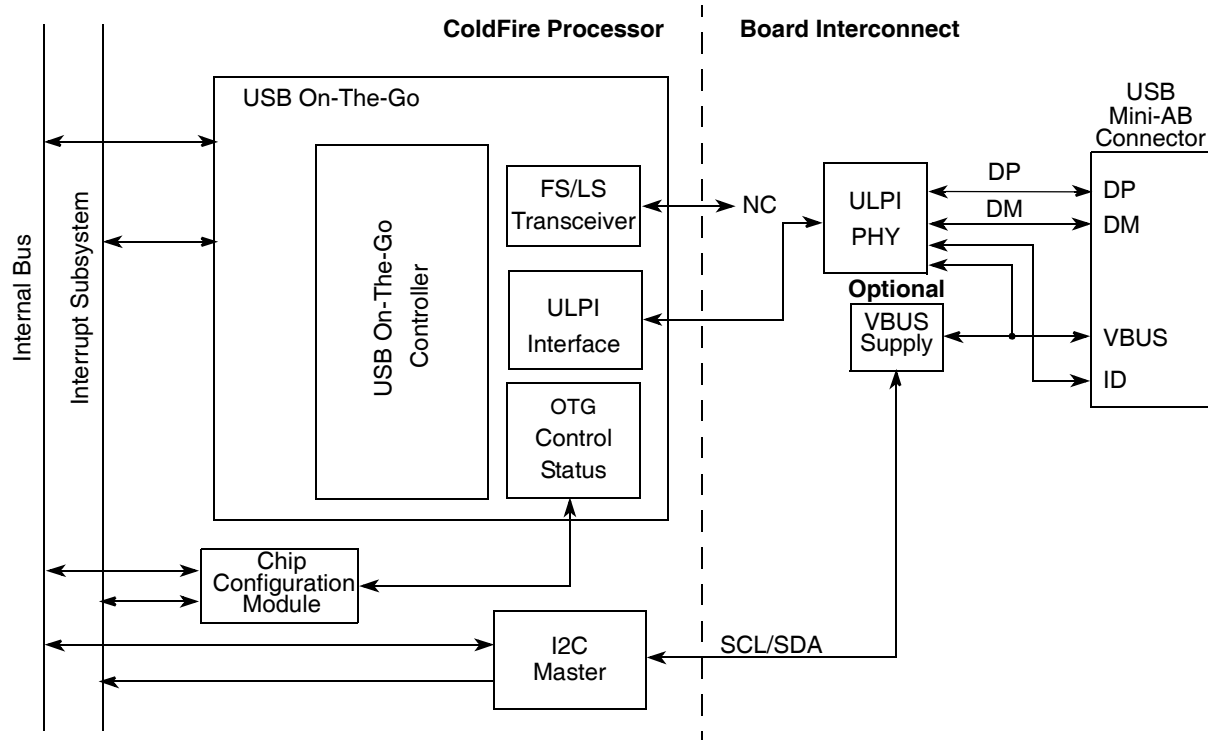 ColdFire Processor
Board Interconnect
USB On-The-Go
USB
Mini-AB
Connector
Internal Bus
Interrupt Subsystem
USB On-The-Go
Controller
FS/LS
Transceiver
NC
ULPI
PHY
DP
DM
DP
DM
ULPI
Interface
Optional
VBUS
Supply
VBUS
ID
OTG
Control
Status
Chip
Configuration
Module
I2C
Master
SCL/SDA